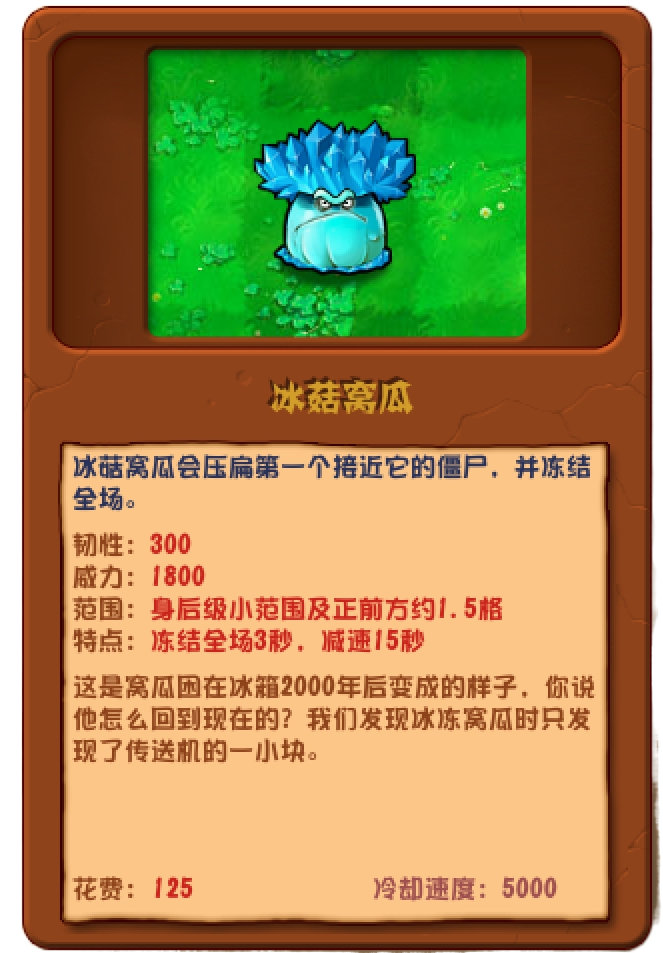 冰菇窝瓜
冰菇窝瓜会压扁第一个接近它的僵尸，并冻结
全场。
韧性：300
威力：1800
范围：身后级小范围及正前方约1.5格
特点：冻结全场3秒，减速15秒
这是窝瓜困在冰箱2000年后变成的样子，你说
他怎么回到现在的？我们发现冰冻窝瓜时只发
现了传送机的一小块。
花费：125 冷却速度：5000